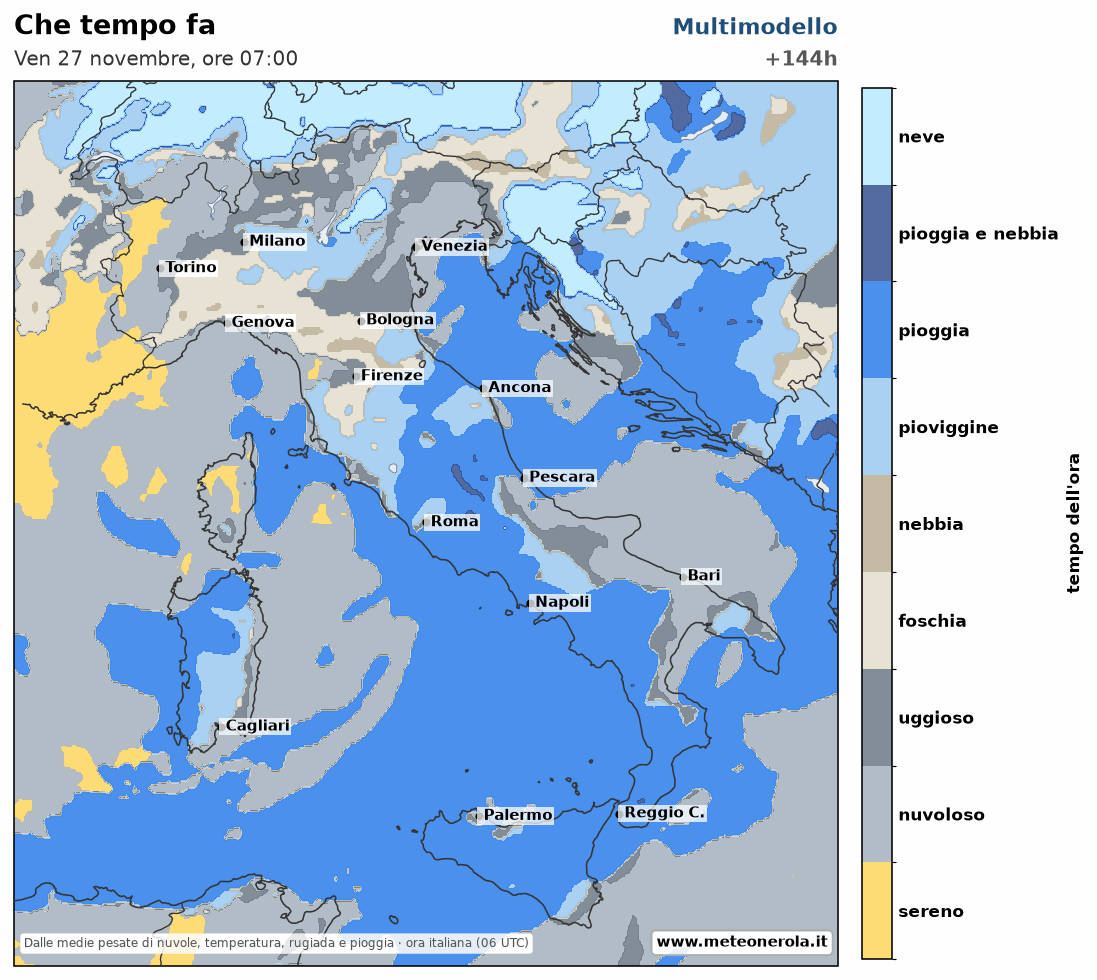 Che tempo fa
Multimodello
Ven 27 novembre, ore 07:00
+144h
neve
pioggia e nebbia
pioggia
pioviggine
nebbia
foschia
uggioso
nuvoloso
sereno
tempo dell'ora
Milano
Venezia
Torino
Genova
Bologna
Firenze
Ancona
Pescara
Roma
Bari
Napoli
Cagliari
Palermo
Reggio C.
Dalle medie pesate di nuvole, temperatura, rugiada e pioggia · ora italiana (06 UTC)
www.meteonerola.it